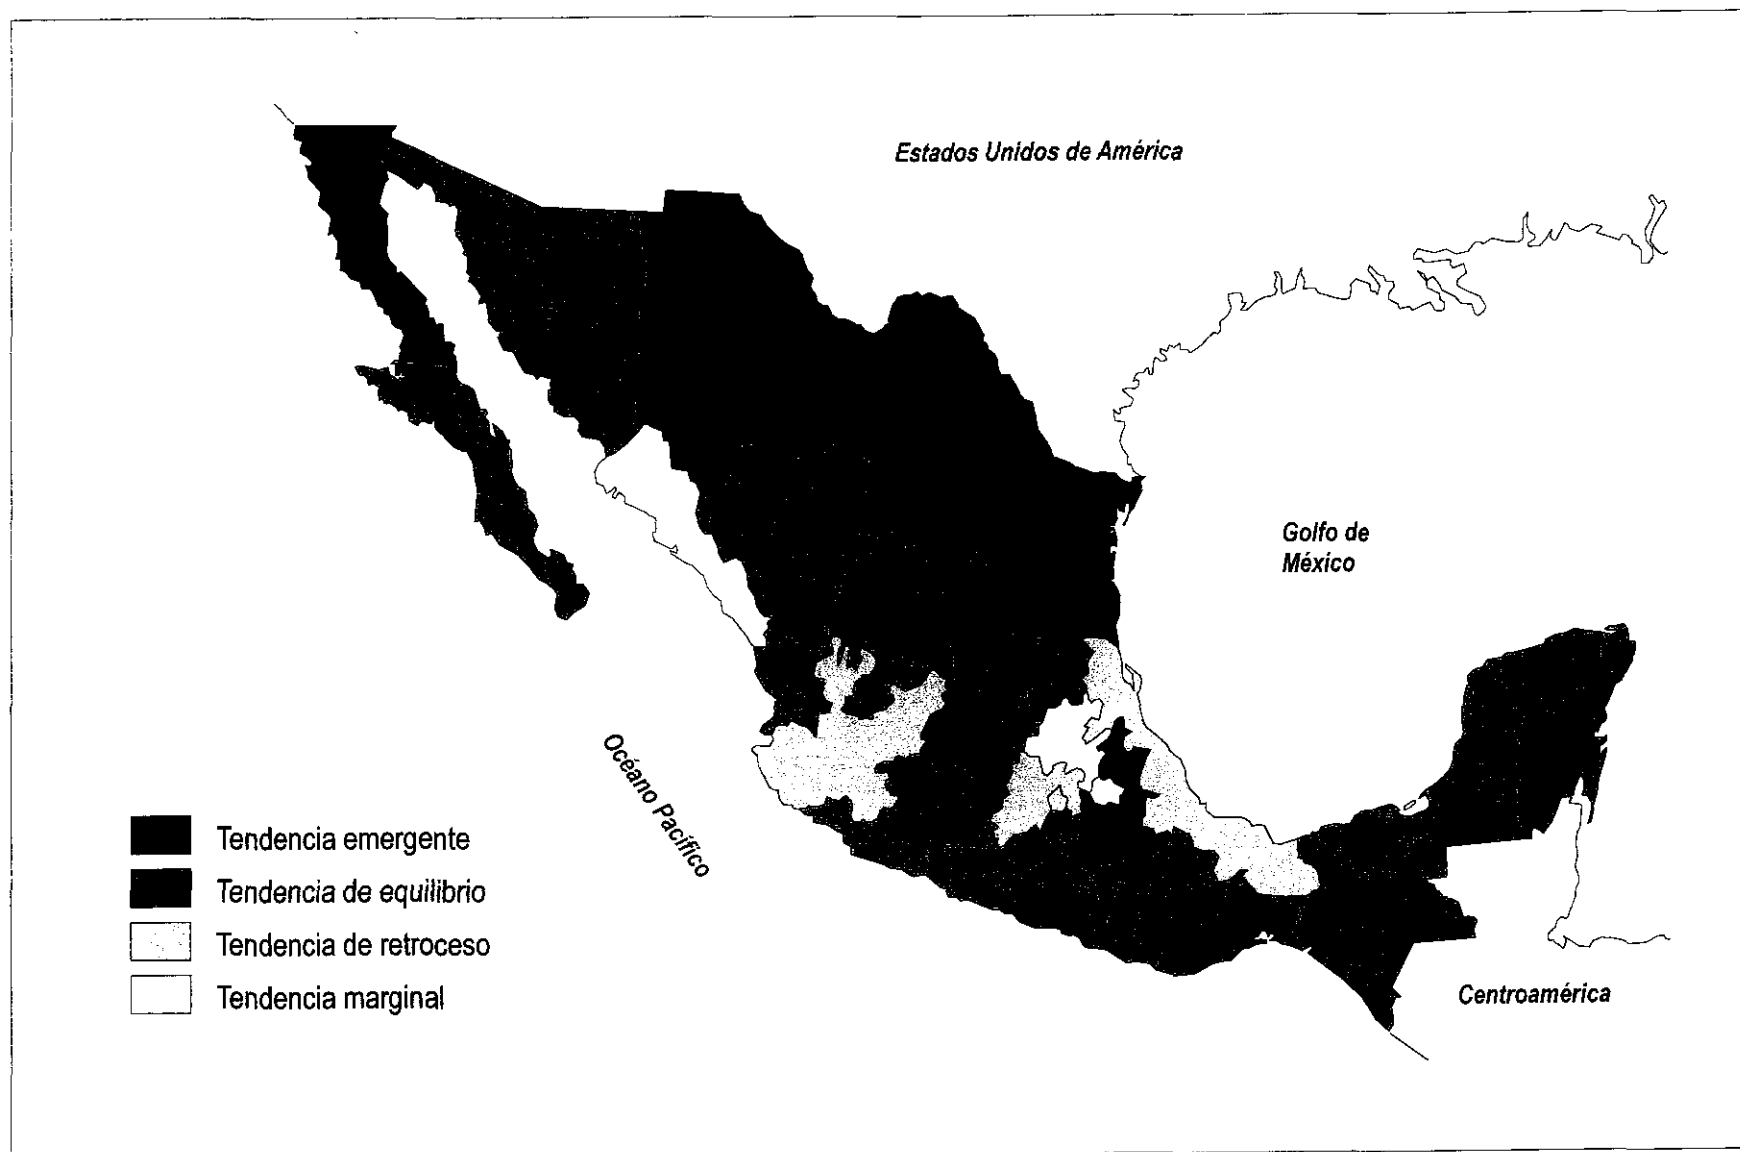 Estados Unidos de América
Golfo de
México
Océano Pacífico
Tendencia emergente
Tendencia de equilibrio
Tendencia de retroceso
Tendencia marginal
Centroamérica